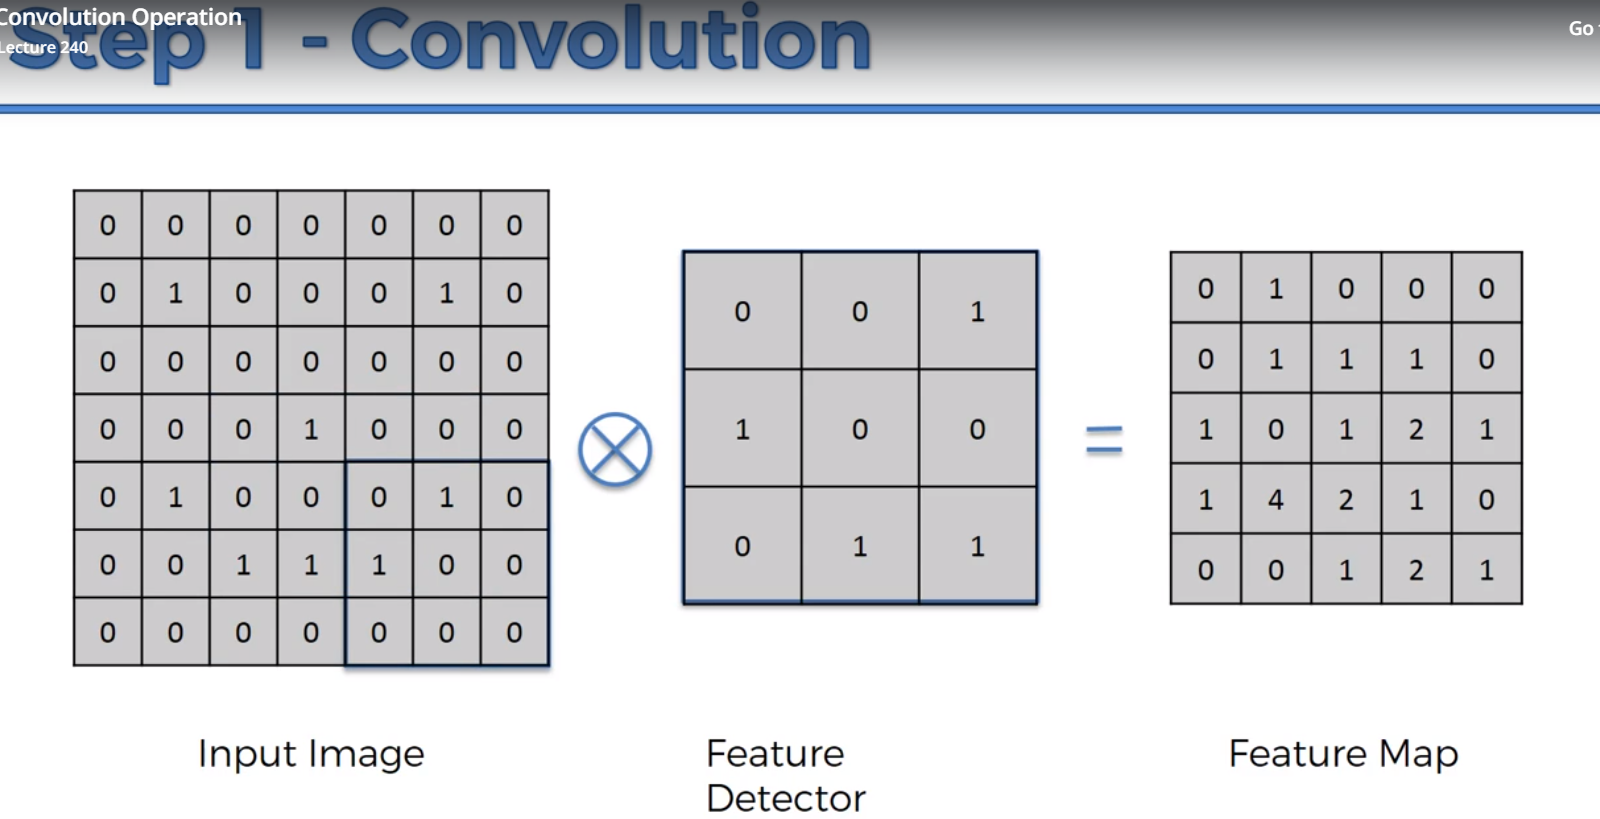 Convolution Operation
Lecture 240
Go
Step 1 - Convolution
0 0 0 0 0 0 0
0 1 0 0 0 1 0
0 0 0 0 0 0 0
0 0 0 1 0 0 0
0 1 0 0 0 1 0
0 0 1 1 1 0 0
0 0 0 0 0 0 0
0 0 1
1 0 0
0 1 1
=
0 1 0 0 0
0 1 1 1 0
1 0 1 2 1
1 4 2 1 0
0 0 1 2 1
Input Image
Feature
Detector
Feature Map